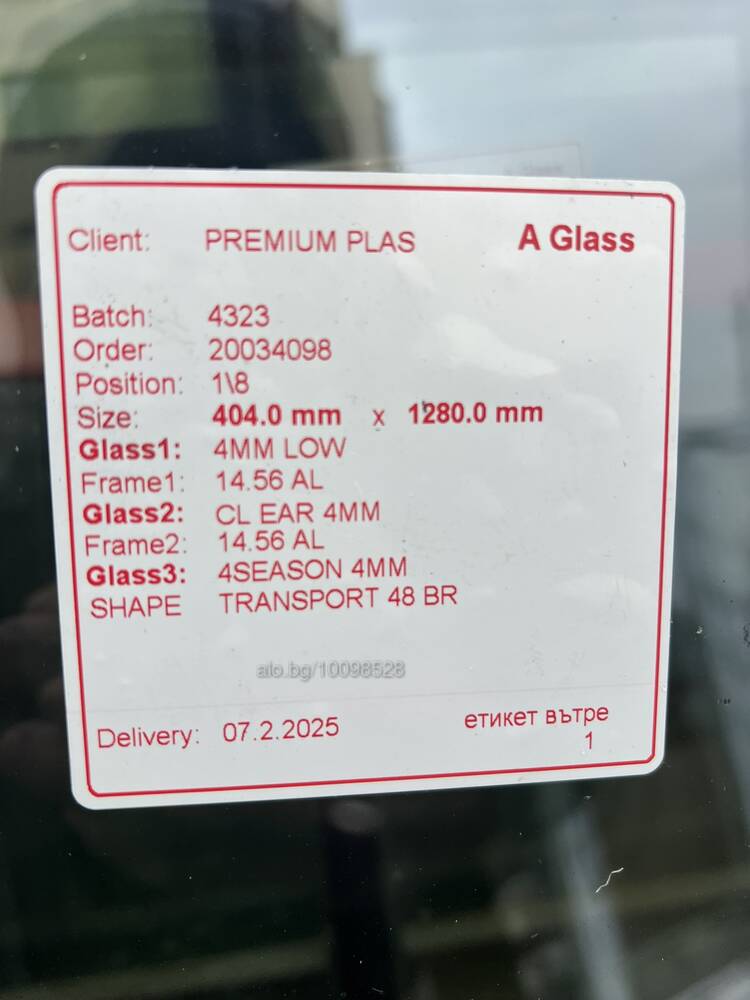 Client: PREMIUM PLAS A Glass
Batch: 4323
Order: 20034098
Position: 1\8
Size: 404.0 mm x 1280.0 mm
Glass1: 4MM LOW
Frame1: 14.56 AL
Glass2: CL EAR 4MM
Frame2: 14.56 AL
Glass3: 4SEASON 4MM
SHAPE TRANSPORT 48 BR
alo.bg/10098528
Delivery: 07.2.2025 етикет вътре
1